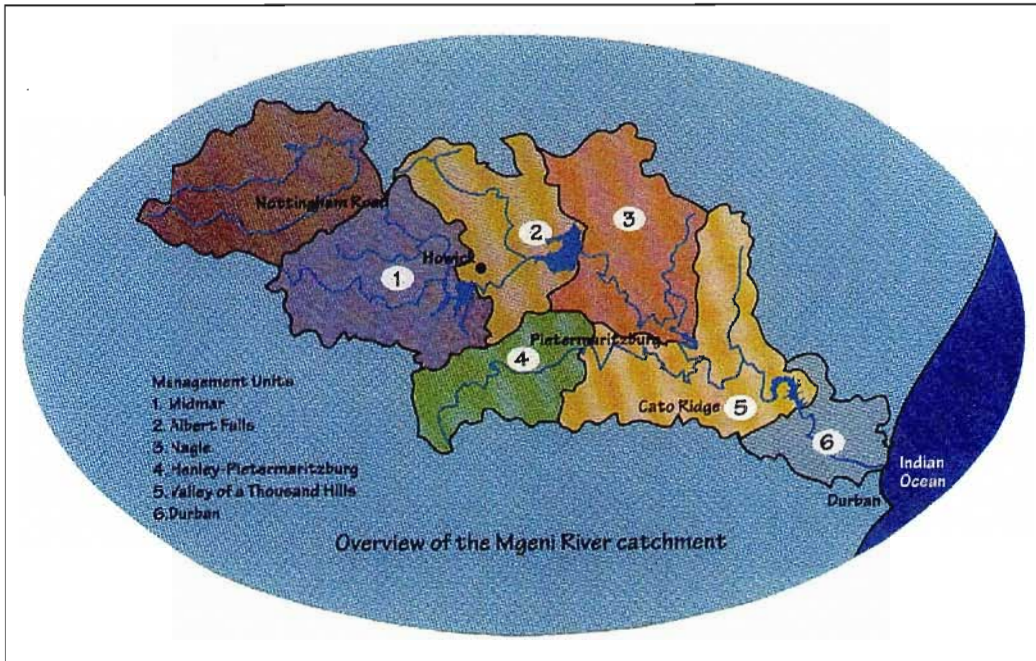 Nottingham Road
3
2
Howick
1
Pietermaritzburg
4
Management Units
1. Midmar
2. Albert Falls
3. Nagle
4. Henley-Pietermaritzburg
5. Valley of a Thousand Hills
6. Durban
Cato Ridge
5
6
Indian
Ocean
Durban
Overview of the Mgeni River catchment